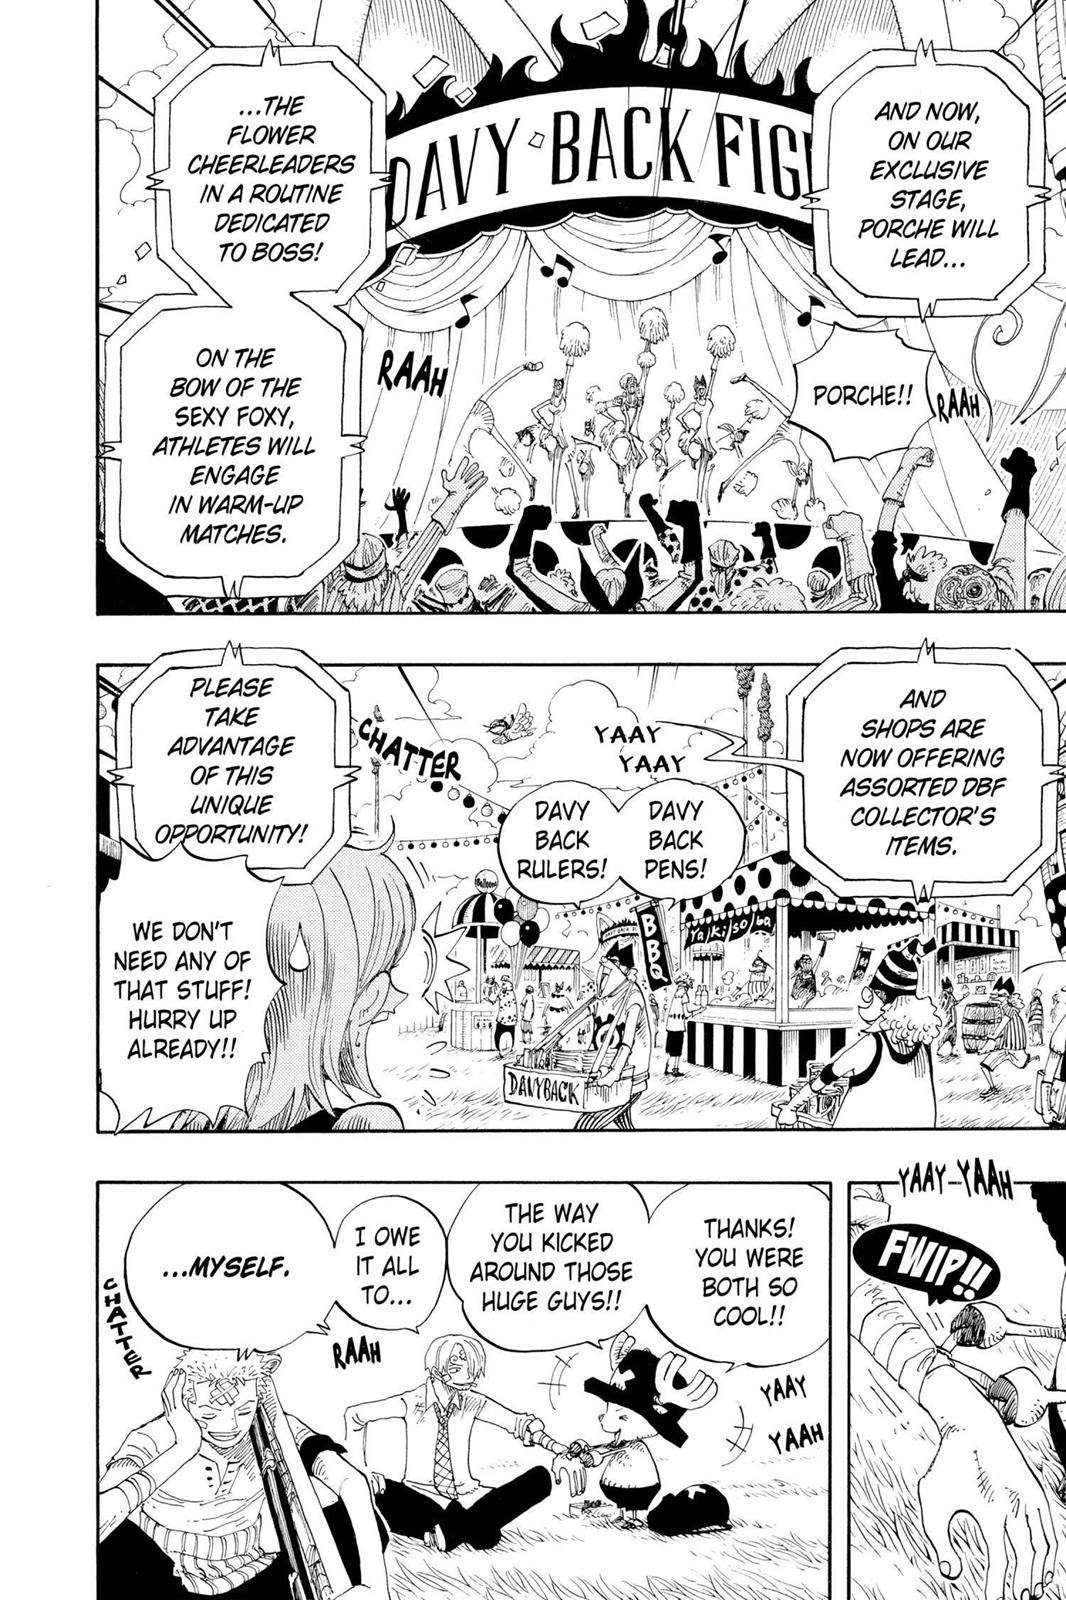 AND NOW,
ON OUR
EXCLUSIVE
STAGE,
PORCHE WILL
LEAD...
DAVY BACK FIG
...THE
FLOWER
CHEERLEADERS
IN A ROUTINE
DEDICATED
TO BOSS!
PORCHE!!
RAAH
RAAH
ON THE
BOW OF THE
SEXY FOXY,
ATHLETES WILL
ENGAGE
IN WARM-UP
MATCHES.
AND
SHOPS ARE
NOW OFFERING
ASSORTED DBF
COLLECTOR'S
ITEMS.
YAAY
YAAY
DAVY
BACK
PENS!
DAVY
BACK
RULERS!
CHATTER
PLEASE
TAKE
ADVANTAGE
OF THIS
UNIQUE
OPPORTUNITY!
WE DON'T
NEED ANY OF
THAT STUFF!
HURRY UP
ALREADY!!
Balloon
BBQ
Yakisoba
DAVYBACK
YAAY-YAAH
FWIP!!
THANKS!
YOU WERE
BOTH SO
COOL!!
THE WAY
YOU KICKED
AROUND THOSE
HUGE GUYS!!
I OWE
IT ALL
TO...
...MYSELF.
CHATTER
RAAH
YAAY
YAAH